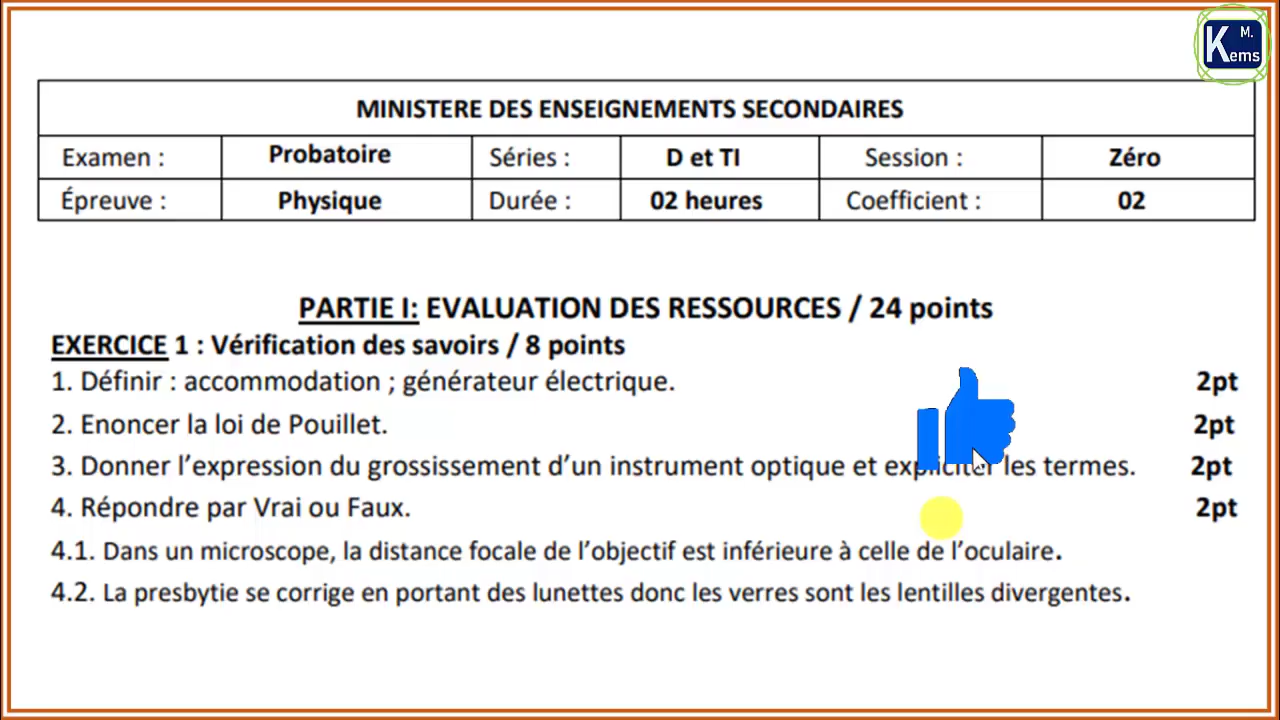 M.
Kems
MINISTERE DES ENSEIGNEMENTS SECONDAIRES
Examen : Probatoire Séries : D et TI Session : Zéro
Épreuve : Physique Durée : 02 heures Coefficient : 02
PARTIE I: EVALUATION DES RESSOURCES / 24 points
EXERCICE 1 : Vérification des savoirs / 8 points
1. Définir : accommodation ; générateur électrique. 2pt
2. Enoncer la loi de Pouillet. 2pt
3. Donner l’expression du grossissement d’un instrument optique et expliciter les termes. 2pt
4. Répondre par Vrai ou Faux. 2pt
4.1. Dans un microscope, la distance focale de l’objectif est inférieure à celle de l’oculaire.
4.2. La presbytie se corrige en portant des lunettes donc les verres sont les lentilles divergentes.